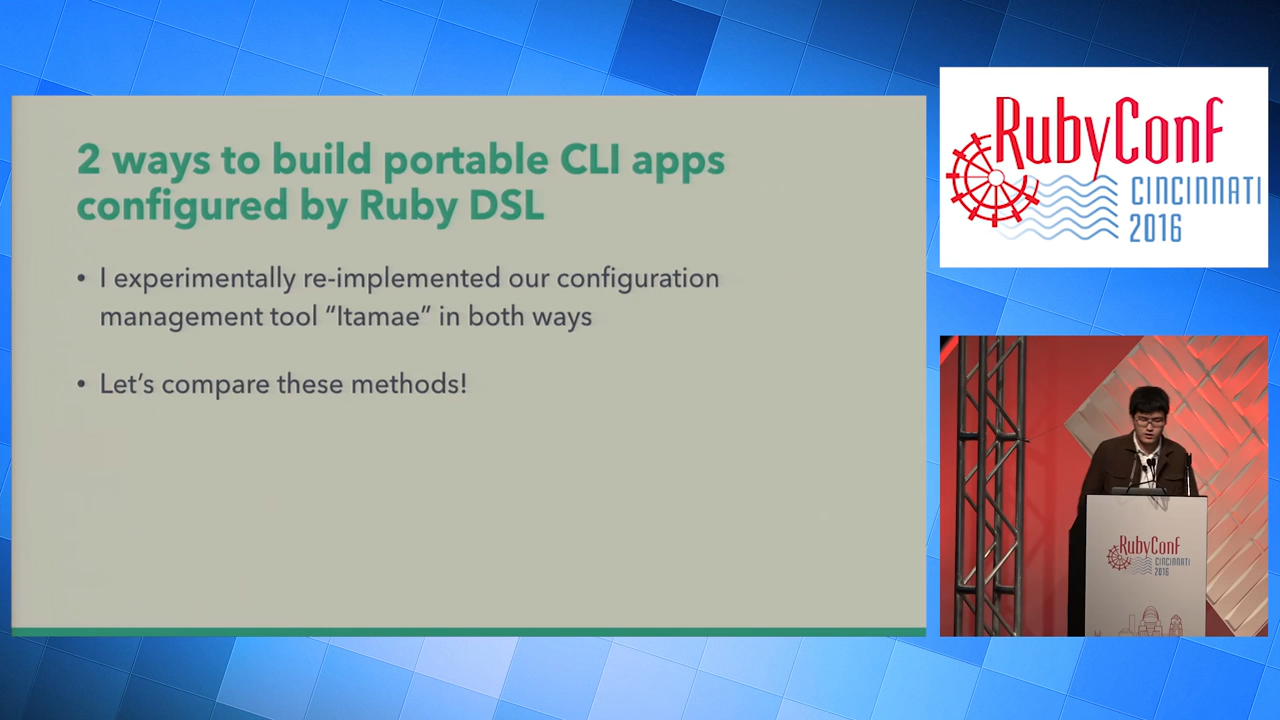 2 ways to build portable CLI apps
configured by Ruby DSL
• I experimentally re-implemented our configuration
management tool “Itamae” in both ways
• Let’s compare these methods!
RubyConf
CINCINNATI
2016
RubyConf
CINCINNATI
2016